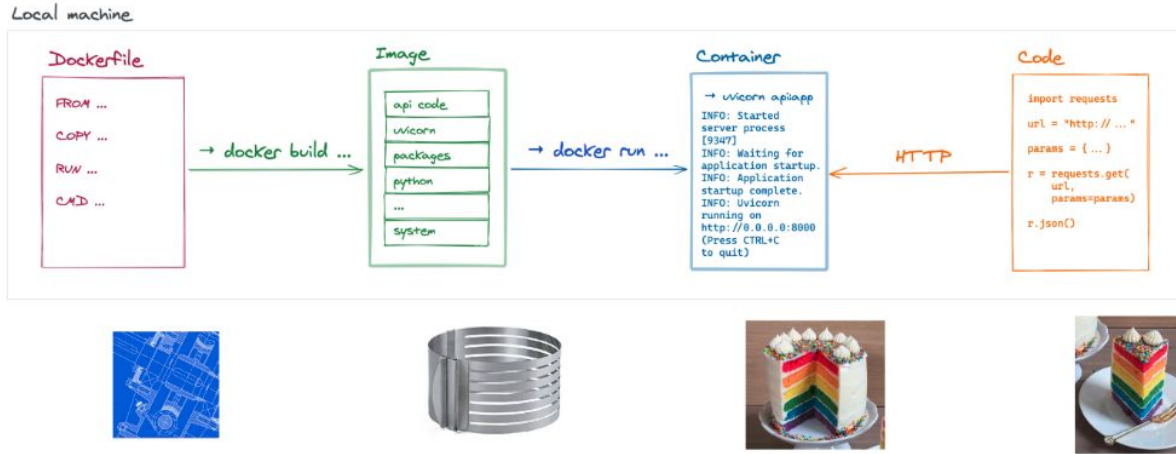 Local machine
Dockerfile
FROM ...
COPY ...
RUN ...
CMD ...
→ docker build ...
Image
api code
uvicorn
packages
python
...
system
→ docker run ...
Container
→ uvicorn api:app
INFO: Started
server process
[9347]
INFO: Waiting for
application startup.
INFO: Application
startup complete.
INFO: Uvicorn
running on
http://0.0.0.0:8000
(Press CTRL+C
to quit)
HTTP
Code
import requests
url = "http:// ... "
params = { ... }
r = requests.get(
url,
params=params)
r.json()